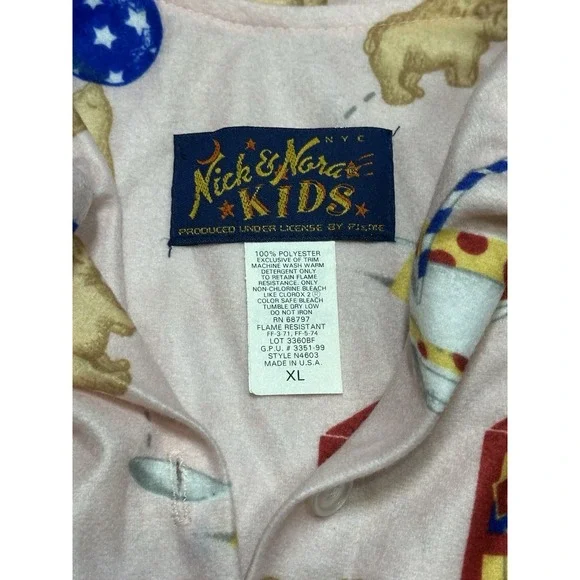 NYC
Nick & Nora
KIDS
PRODUCED UNDER LICENSE BY PIXIE
100% POLYESTER
EXCLUSIVE OF TRIM
MACHINE WASH WARM
DETERGENT ONLY
TO RETAIN FLAME
RESISTANCE. ONLY
NON-CHLORINE BLEACH
LIKE CLOROX 2 ®
COLOR SAFE BLEACH
TUMBLE DRY LOW
DO NOT IRON
RN 66797
FLAME RESISTANT
FF-3-71, FF-5-74
LOT 3360BF
G.P.U. # 3351-99
STYLE N4603
MADE IN U.S.A.
XL